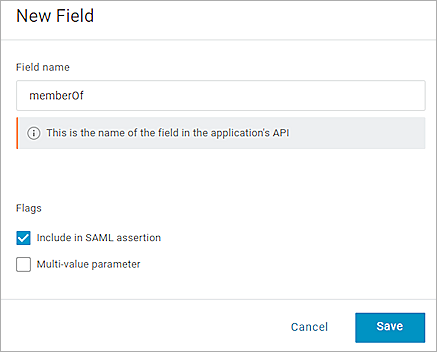 New Field
Field name
memberOf
This is the name of the field in the application's API
Flags
Include in SAML assertion
Multi-value parameter
Cancel Save